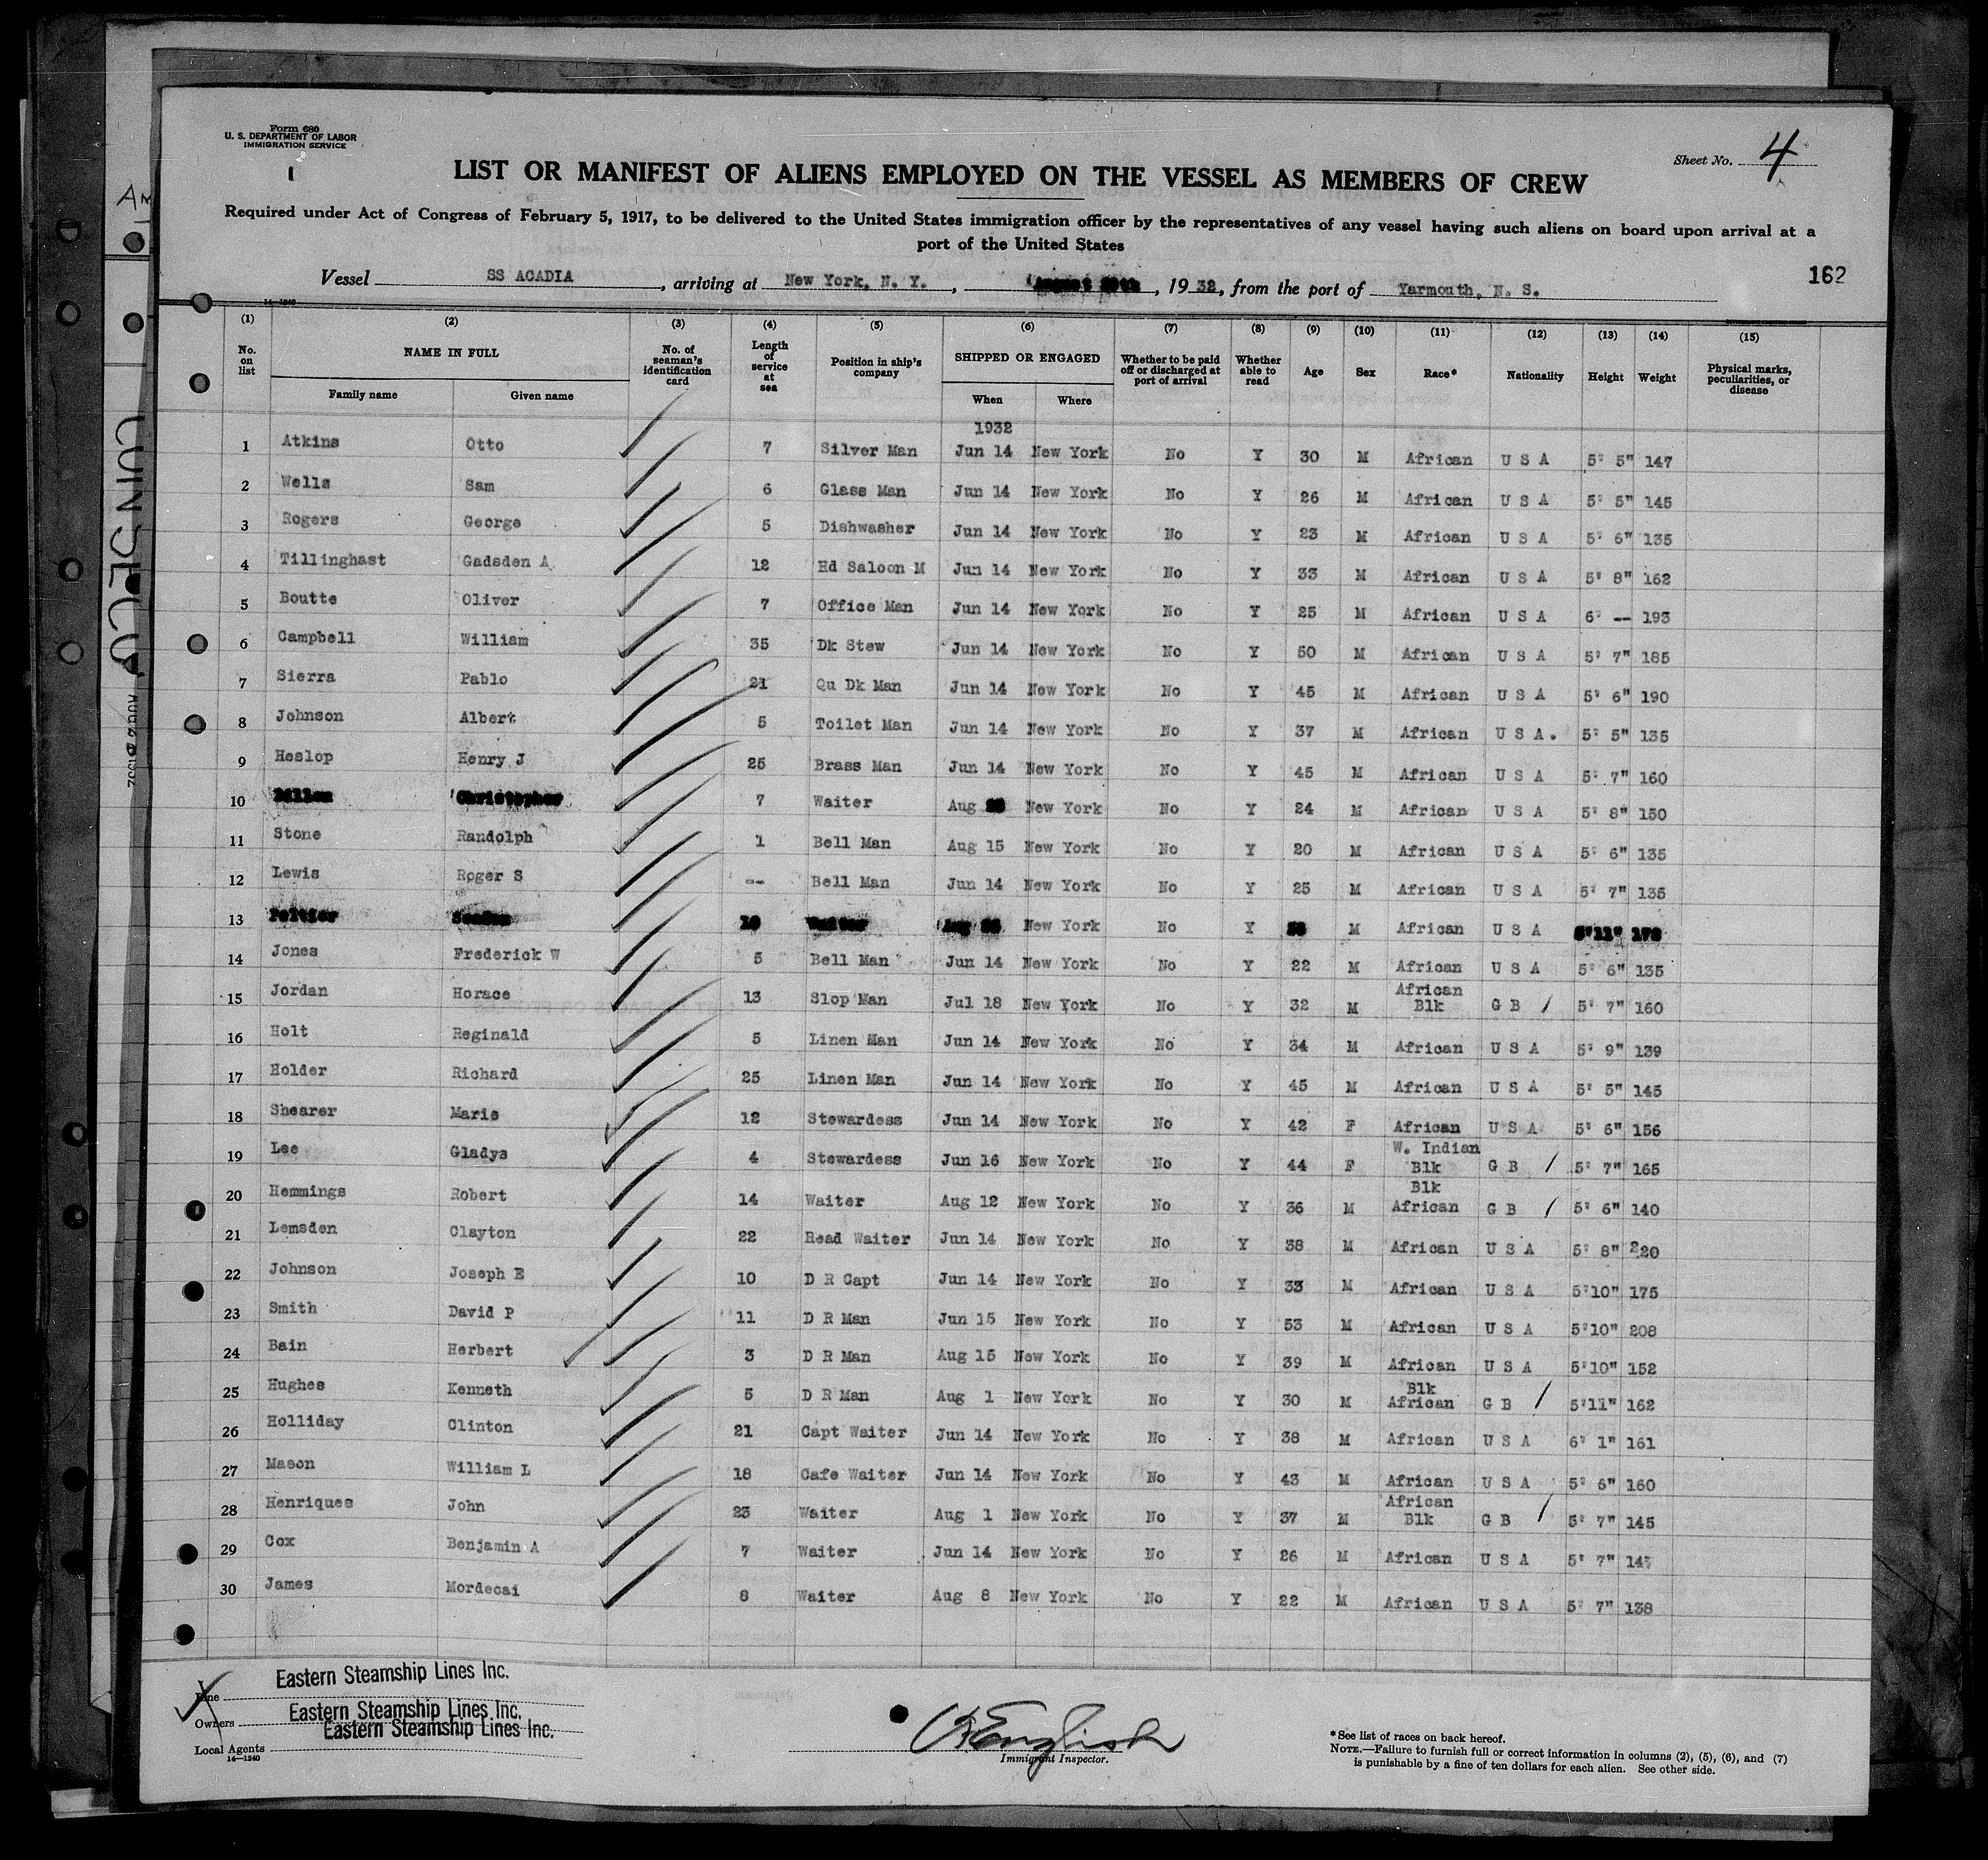 Form 680
U. S. DEPARTMENT OF LABOR
IMMIGRATION SERVICE
1
Sheet No. 4
LIST OR MANIFEST OF ALIENS EMPLOYED ON THE VESSEL AS MEMBERS OF CREW
Required under Act of Congress of February 5, 1917, to be delivered to the United States immigration officer by the representatives of any vessel having such aliens on board upon arrival at a
port of the United States
Vessel SS ACADIA, arriving at New York, N. Y., August, 1932, from the port of Yarmouth, N. S.
162
14—1240
(1) (2) (3) (4) (5) (6) (7) (8) (9) (10) (11) (12) (13) (14) (15)
No. on list NAME IN FULL Family name Given name No. of seaman's identification card Length of service at sea Position in ship's company SHIPPED OR ENGAGED When Where Whether to be paid off or discharged at port of arrival Whether able to read Age Sex Race* Nationality Height Weight Physical marks, peculiarities, or disease
1932
1 Atkins Otto 7 Silver Man Jun 14 New York No Y 30 M African U S A 5' 5" 147
2 Wells Sam 6 Glass Man Jun 14 New York No Y 26 M African U S A 5' 5" 145
3 Rogers George 5 Dishwasher Jun 14 New York No Y 23 M African U S A 5' 6" 135
4 Tillinghast Gadsden A 12 Hd Saloon M Jun 14 New York No Y 33 M African U S A 5' 8" 162
5 Boutte Oliver 7 Office Man Jun 14 New York No Y 25 M African U S A 6' -- 193
6 Campbell William 35 Dk Stew Jun 14 New York No Y 50 M African U S A 5' 7" 185
7 Sierra Pablo 21 Qu Dk Man Jun 14 New York No Y 45 M African U S A 5' 6" 190
8 Johnson Albert 5 Toilet Man Jun 14 New York No Y 37 M African U S A. 5' 5" 135
9 Heslop Henry J 25 Brass Man Jun 14 New York No Y 45 M African U S A 5' 7" 160
10 Christopher 7 Waiter Aug New York No Y 24 M African U S A 5' 8" 150
11 Stone Randolph 1 Bell Man Aug 15 New York No Y 20 M African U S A 5' 6" 135
12 Lewis Roger S -- Bell Man Jun 14 New York No Y 25 M African U S A 5' 7" 135
13 Peltier Waiter Aug New York No Y M African U S A 5'11"
14 Jones Frederick W 5 Bell Man Jun 14 New York No Y 22 M African U S A 5' 6" 135
15 Jordan Horace 13 Slop Man Jul 18 New York No Y 32 M African Blk G B / 5' 7" 160
16 Holt Reginald 5 Linen Man Jun 14 New York No Y 34 M African U S A 5' 9" 139
17 Holder Richard 25 Linen Man Jun 14 New York No Y 45 M African U S A 5' 5" 145
18 Shearer Marie 12 Stewardess Jun 14 New York No Y 42 F African U S A 5' 6" 156
19 Lee Gladys 4 Stewardess Jun 16 New York No Y 44 F W. Indian Blk G B / 5' 7" 165
20 Hemmings Robert 14 Waiter Aug 12 New York No Y 36 M Blk African G B / 5' 6" 140
21 Lemsden Clayton 22 Head Waiter Jun 14 New York No Y 38 M African U S A 5' 8" 220
22 Johnson Joseph E 10 D R Capt Jun 14 New York No Y 33 M African U S A 5'10" 175
23 Smith David P 11 D R Man Jun 15 New York No Y 53 M African U S A 5'10" 208
24 Bain Herbert 3 D R Man Aug 15 New York No Y 39 M African U S A 5'10" 152
25 Hughes Kenneth 5 D R Man Aug 1 New York No Y 30 M Blk African G B / 5'11" 162
26 Holliday Clinton 21 Capt Waiter Jun 14 New York No Y 38 M African U S A 6' 1" 161
27 Mason William L 18 Cafe Waiter Jun 14 New York No Y 43 M African U S A 5' 6" 160
28 Henriques John 23 Waiter Aug 1 New York No Y 37 M African Blk G B / 5' 7" 145
29 Cox Benjamin A 7 Waiter Jun 14 New York No Y 26 M African U S A 5' 7" 147
30 James Mordecai 8 Waiter Aug 8 New York No Y 22 M African U S A 5' 7" 138
Line Eastern Steamship Lines Inc.
Owners Eastern Steamship Lines Inc.
Local Agents Eastern Steamship Lines Inc.
14—1240
English
Immigrant Inspector.
*See list of races on back hereof.
NOTE.—Failure to furnish full or correct information in columns (2), (5), (6), and (7)
is punishable by a fine of ten dollars for each alien. See other side.